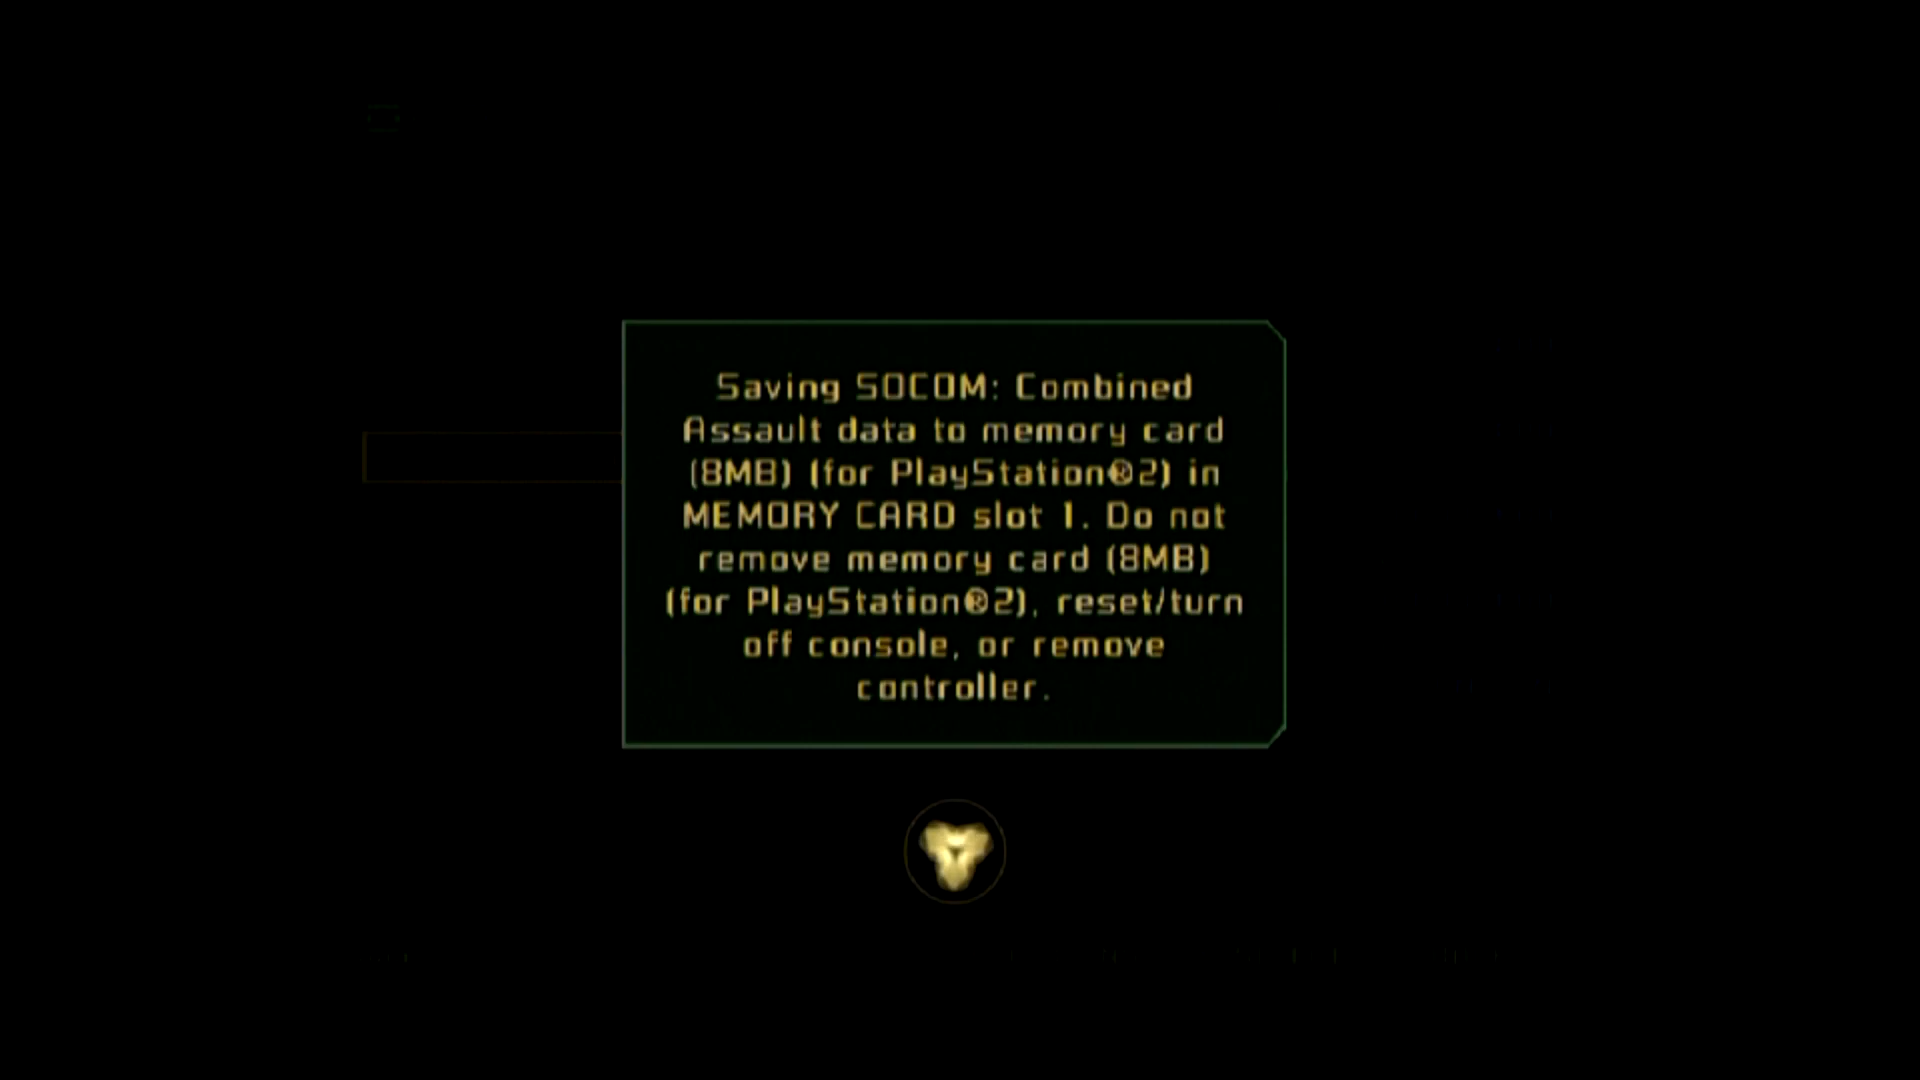 Saving SOCOM: Combined
Assault data to memory card
(8MB) (for PlayStation®2) in
MEMORY CARD slot 1. Do not
remove memory card (8MB)
(for PlayStation®2), reset/turn
off console, or remove
controller.